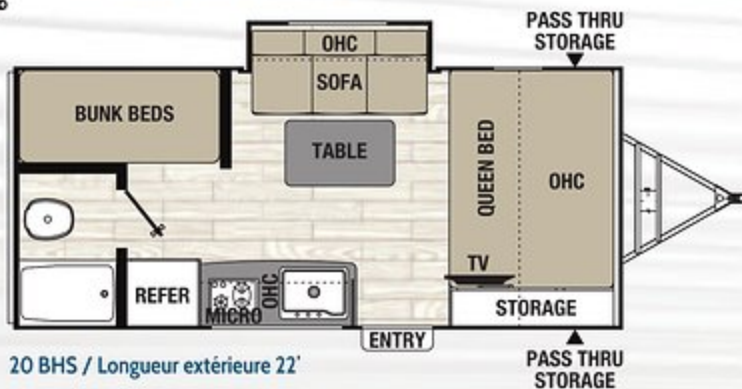 PASS THRU
STORAGE
OHC
SOFA
BUNK BEDS
TABLE
QUEEN BED
OHC
TV
REFER
OHC
MICRO
STORAGE
ENTRY
20 BHS / Longueur extérieure 22'
PASS THRU
STORAGE